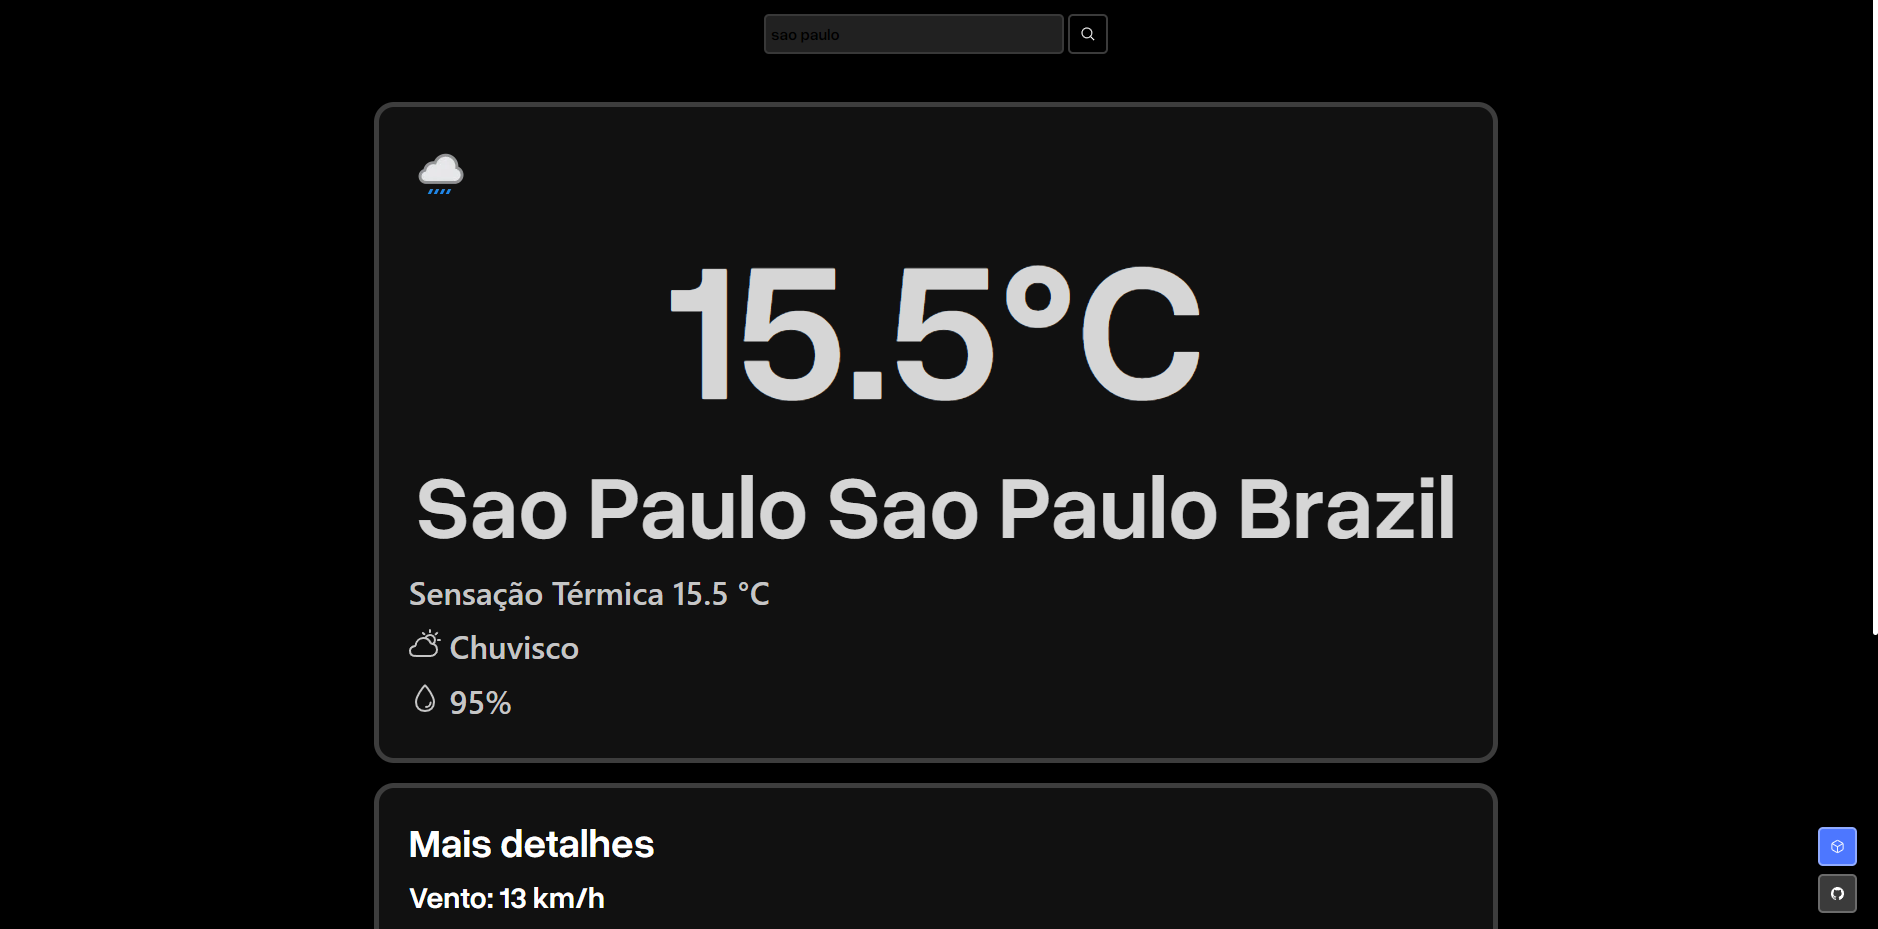 sao paulo
15.5°C
Sao Paulo Sao Paulo Brazil
Sensação Térmica 15.5 °C
Chuvisco
95%
Mais detalhes
Vento: 13 km/h